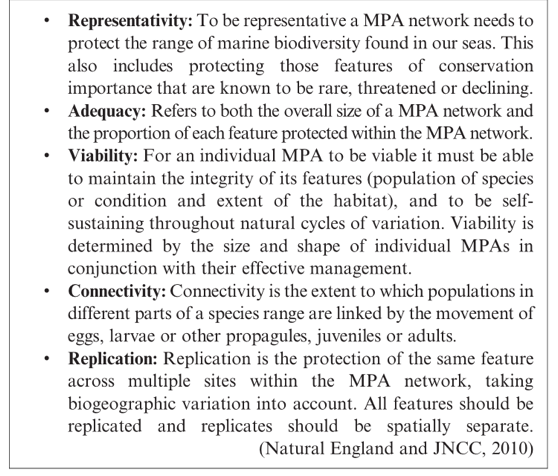 • Representativity: To be representative a MPA network needs to
protect the range of marine biodiversity found in our seas. This
also includes protecting those features of conservation
importance that are known to be rare, threatened or declining.
• Adequacy: Refers to both the overall size of a MPA network and
the proportion of each feature protected within the MPA network.
• Viability: For an individual MPA to be viable it must be able
to maintain the integrity of its features (population of species
or condition and extent of the habitat), and to be self-
sustaining throughout natural cycles of variation. Viability is
determined by the size and shape of individual MPAs in
conjunction with their effective management.
• Connectivity: Connectivity is the extent to which populations in
different parts of a species range are linked by the movement of
eggs, larvae or other propagules, juveniles or adults.
• Replication: Replication is the protection of the same feature
across multiple sites within the MPA network, taking
biogeographic variation into account. All features should be
replicated and replicates should be spatially separate.
(Natural England and JNCC, 2010)